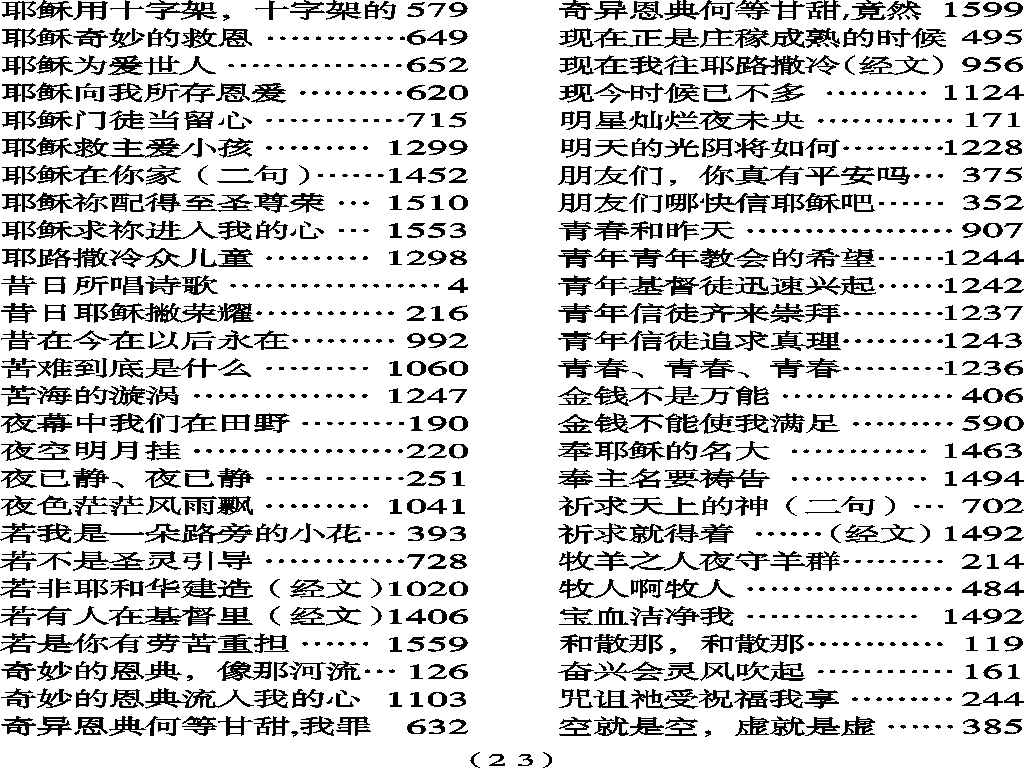 耶稣用十字架，十字架的 579
耶稣奇妙的救恩 …………649
耶稣为爱世人 ……………652
耶稣向我所存恩爱 ………620
耶稣门徒当留心 …………715
耶稣救主爱小孩 ……… 1299
耶稣在你家（二句）……1452
耶稣祢配得至圣尊荣 … 1510
耶稣求祢进入我的心 … 1553
耶路撒冷众儿童 ……… 1298
昔日所唱诗歌 ………………4
昔日耶稣撇荣耀………… 216
昔在今在以后永在……… 992
苦难到底是什么 ……… 1060
苦海的漩涡 …………… 1247
夜幕中我们在田野 ………190
夜空明月挂 ………………220
夜已静、夜已静 …………251
夜色茫茫风雨飘 ……… 1041
若我是一朵路旁的小花… 393
若不是圣灵引导 …………728
若非耶和华建造（经文)1020
若有人在基督里（经文)1406
若是你有劳苦重担 …… 1559
奇妙的恩典，像那河流… 126
奇妙的恩典流入我的心 1103
奇异恩典何等甘甜,我罪 632
奇异恩典何等甘甜,竟然 1599
现在正是庄稼成熟的时候 495
现在我往耶路撒冷(经文) 956
现今时候已不多 ……… 1124
明星灿烂夜未央 ………… 171
明天的光阴将如何………1228
朋友们，你真有平安吗… 375
朋友们哪快信耶稣吧…… 352
青春和昨天 ………………907
青年青年教会的希望……1244
青年基督徒迅速兴起……1242
青年信徒齐来崇拜………1237
青年信徒追求真理………1243
青春、青春、青春………1236
金钱不是万能 ……………406
金钱不能使我满足 ………590
奉耶稣的名大 ………… 1463
奉主名要祷告 ………… 1494
祈求天上的神（二句）… 702
祈求就得着 ……(经文)1492
牧羊之人夜守羊群……… 214
牧人啊牧人 ………………484
宝血洁净我 …………… 1492
和散那，和散那………… 119
奋兴会灵风吹起 …………161
咒诅祂受祝福我享 ………244
空就是空，虚就是虚 ……385
（23）